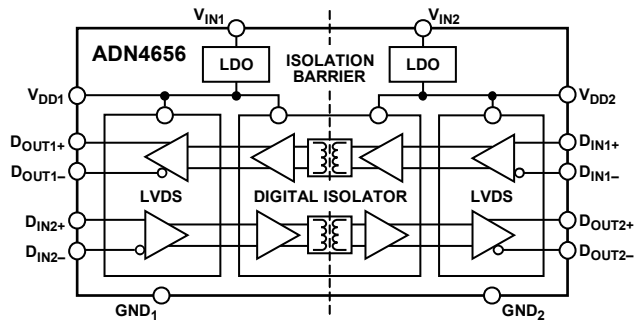 VIN1 VIN2
ADN4656
LDO
ISOLATION
BARRIER
LDO
VDD1 VDD2
DOUT1+ DIN1+
DOUT1– DIN1–
LVDS DIGITAL ISOLATOR LVDS
DIN2+ DOUT2+
DIN2– DOUT2–
GND1 GND2